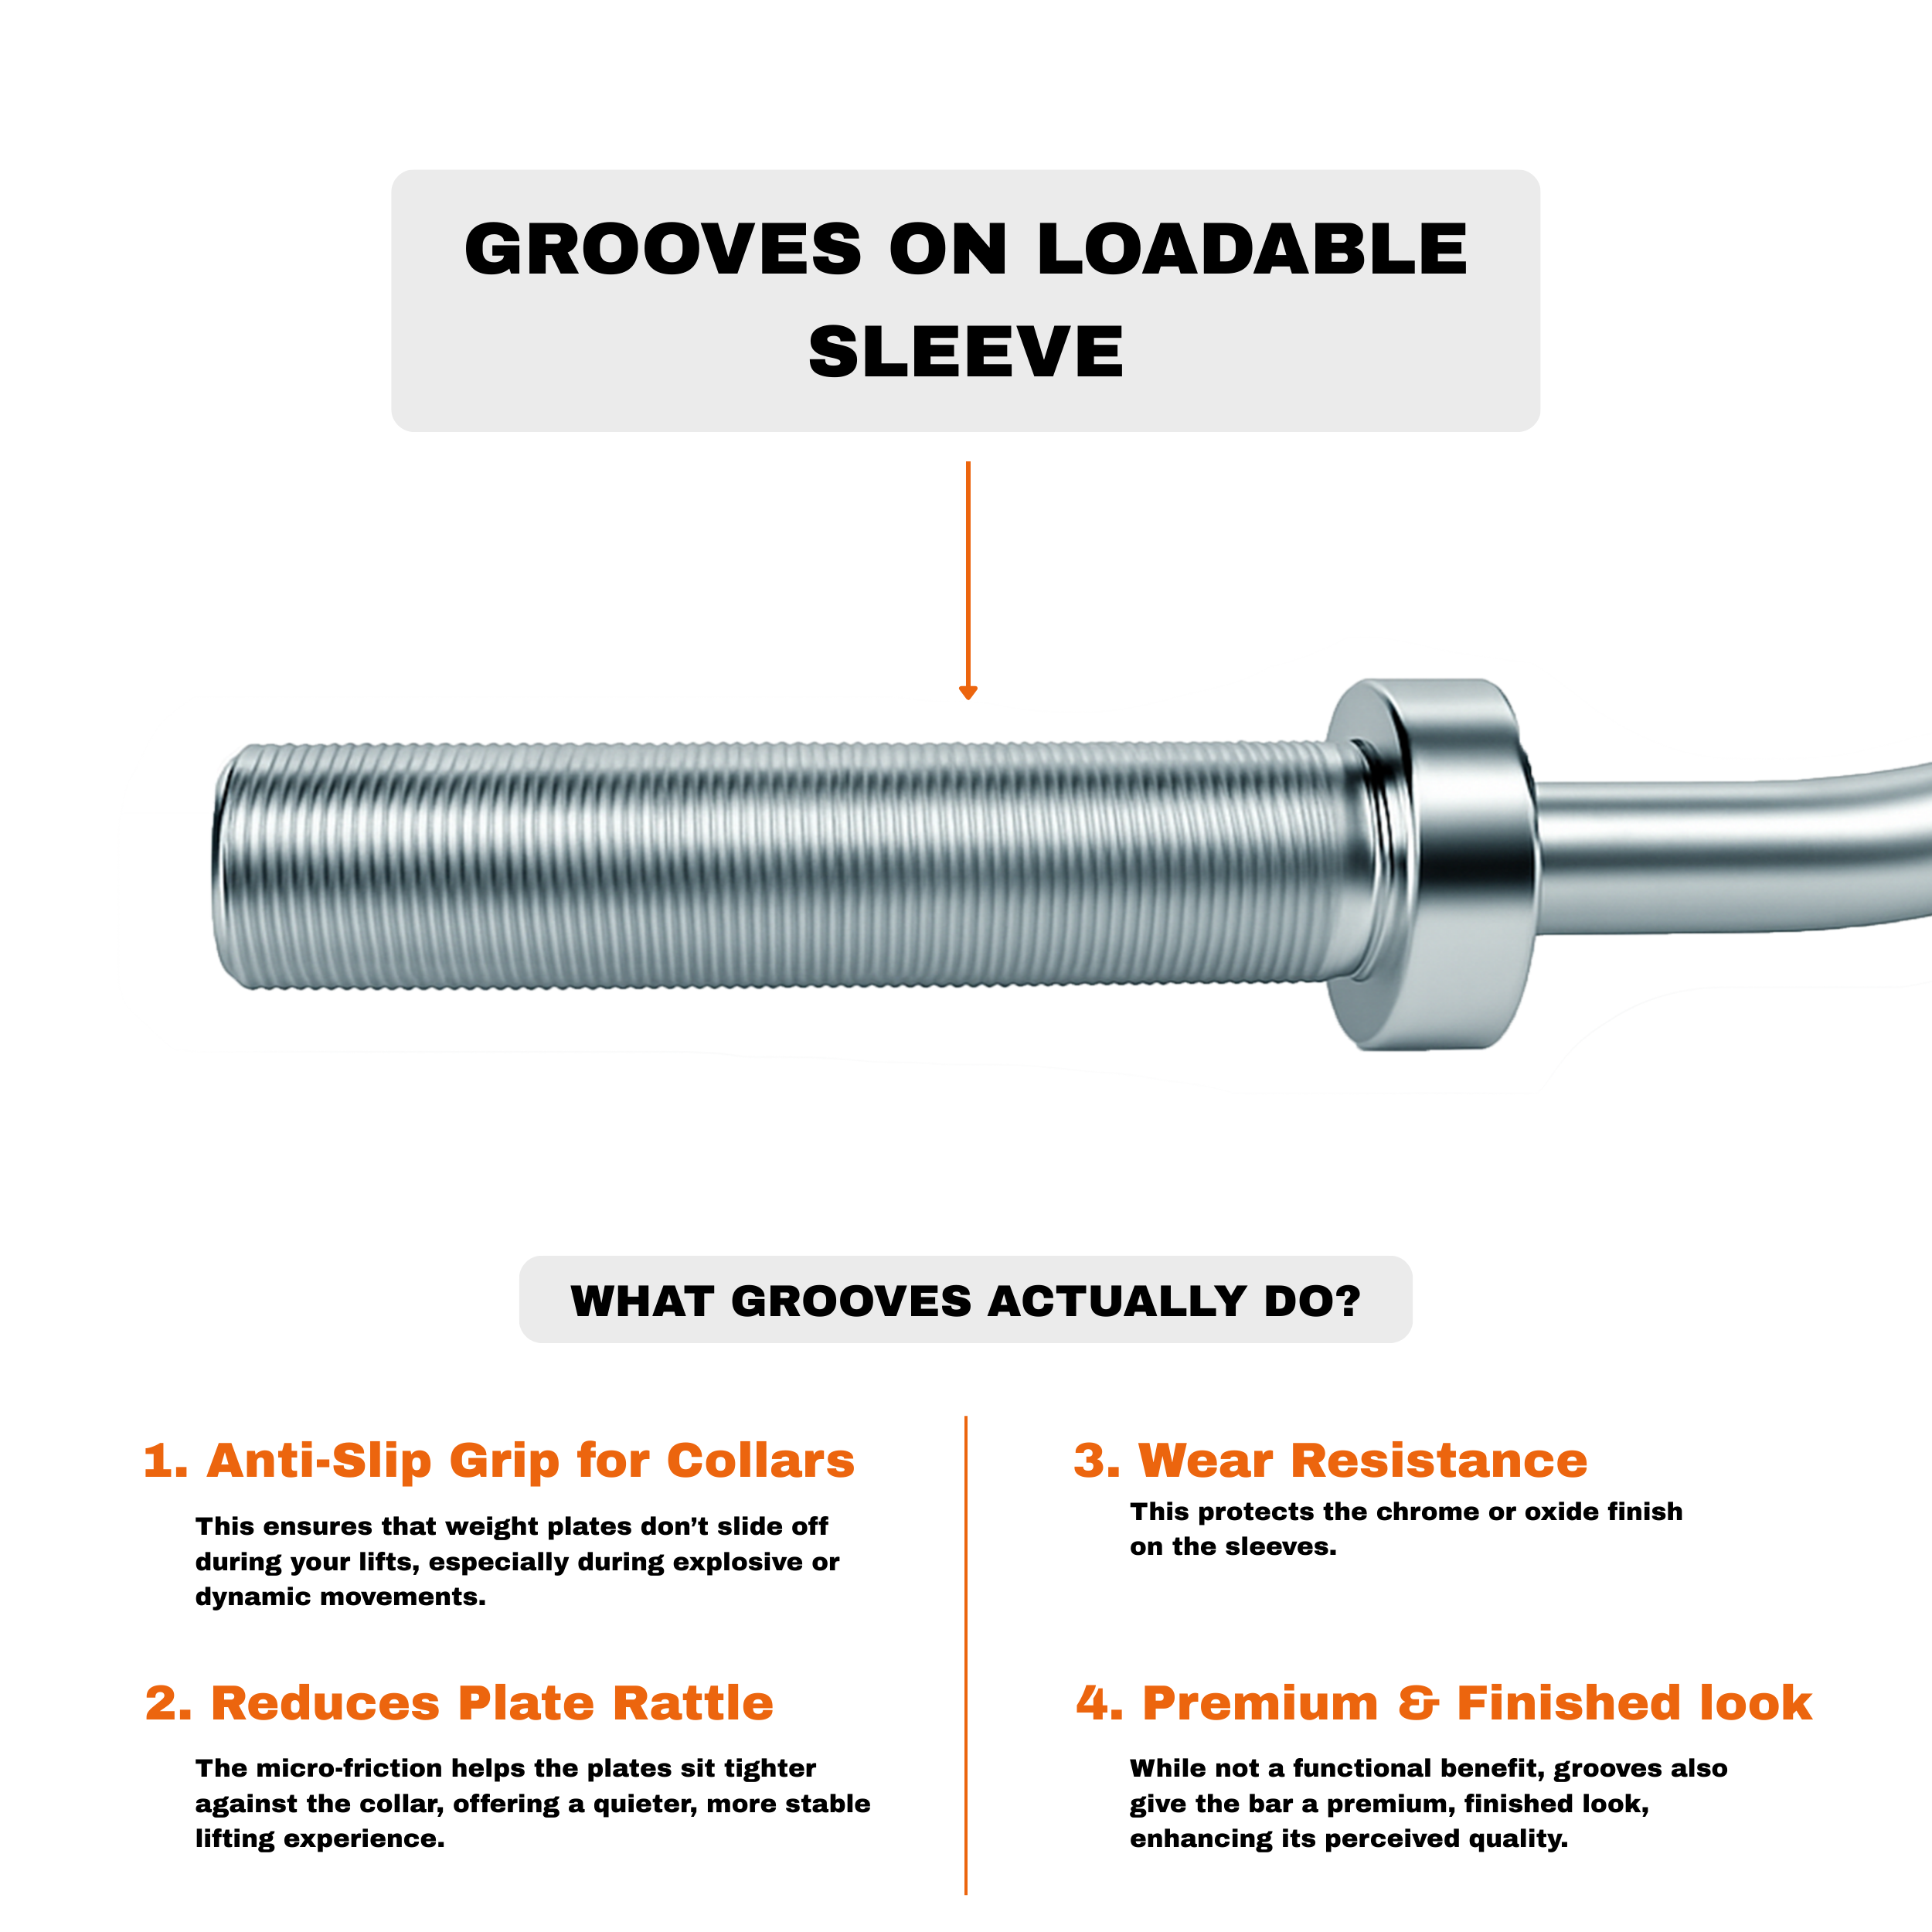 GROOVES ON LOADABLE
SLEEVE
WHAT GROOVES ACTUALLY DO?
1. Anti-Slip Grip for Collars
This ensures that weight plates don’t slide off
during your lifts, especially during explosive or
dynamic movements.
2. Reduces Plate Rattle
The micro-friction helps the plates sit tighter
against the collar, offering a quieter, more stable
lifting experience.
3. Wear Resistance
This protects the chrome or oxide finish
on the sleeves.
4. Premium & Finished look
While not a functional benefit, grooves also
give the bar a premium, finished look,
enhancing its perceived quality.